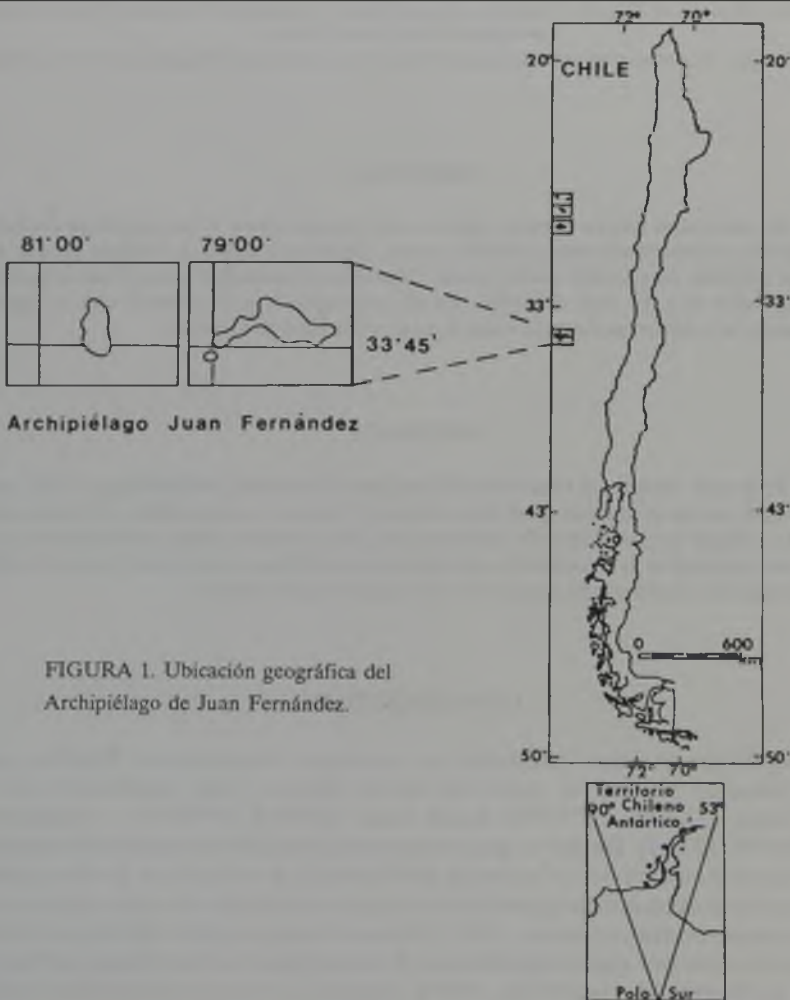 72° 70°
20° CHILE 20°
81°00' 79°00'
33° 33°
33°45'
Archipiélago Juan Fernández
43° 43°
0 600
FIGURA 1. Ubicación geográfica del
Archipiélago de Juan Fernández.
50° 50°
72° 70°
Territorio
90° Chileno 53°
Antártico
Polo Sur